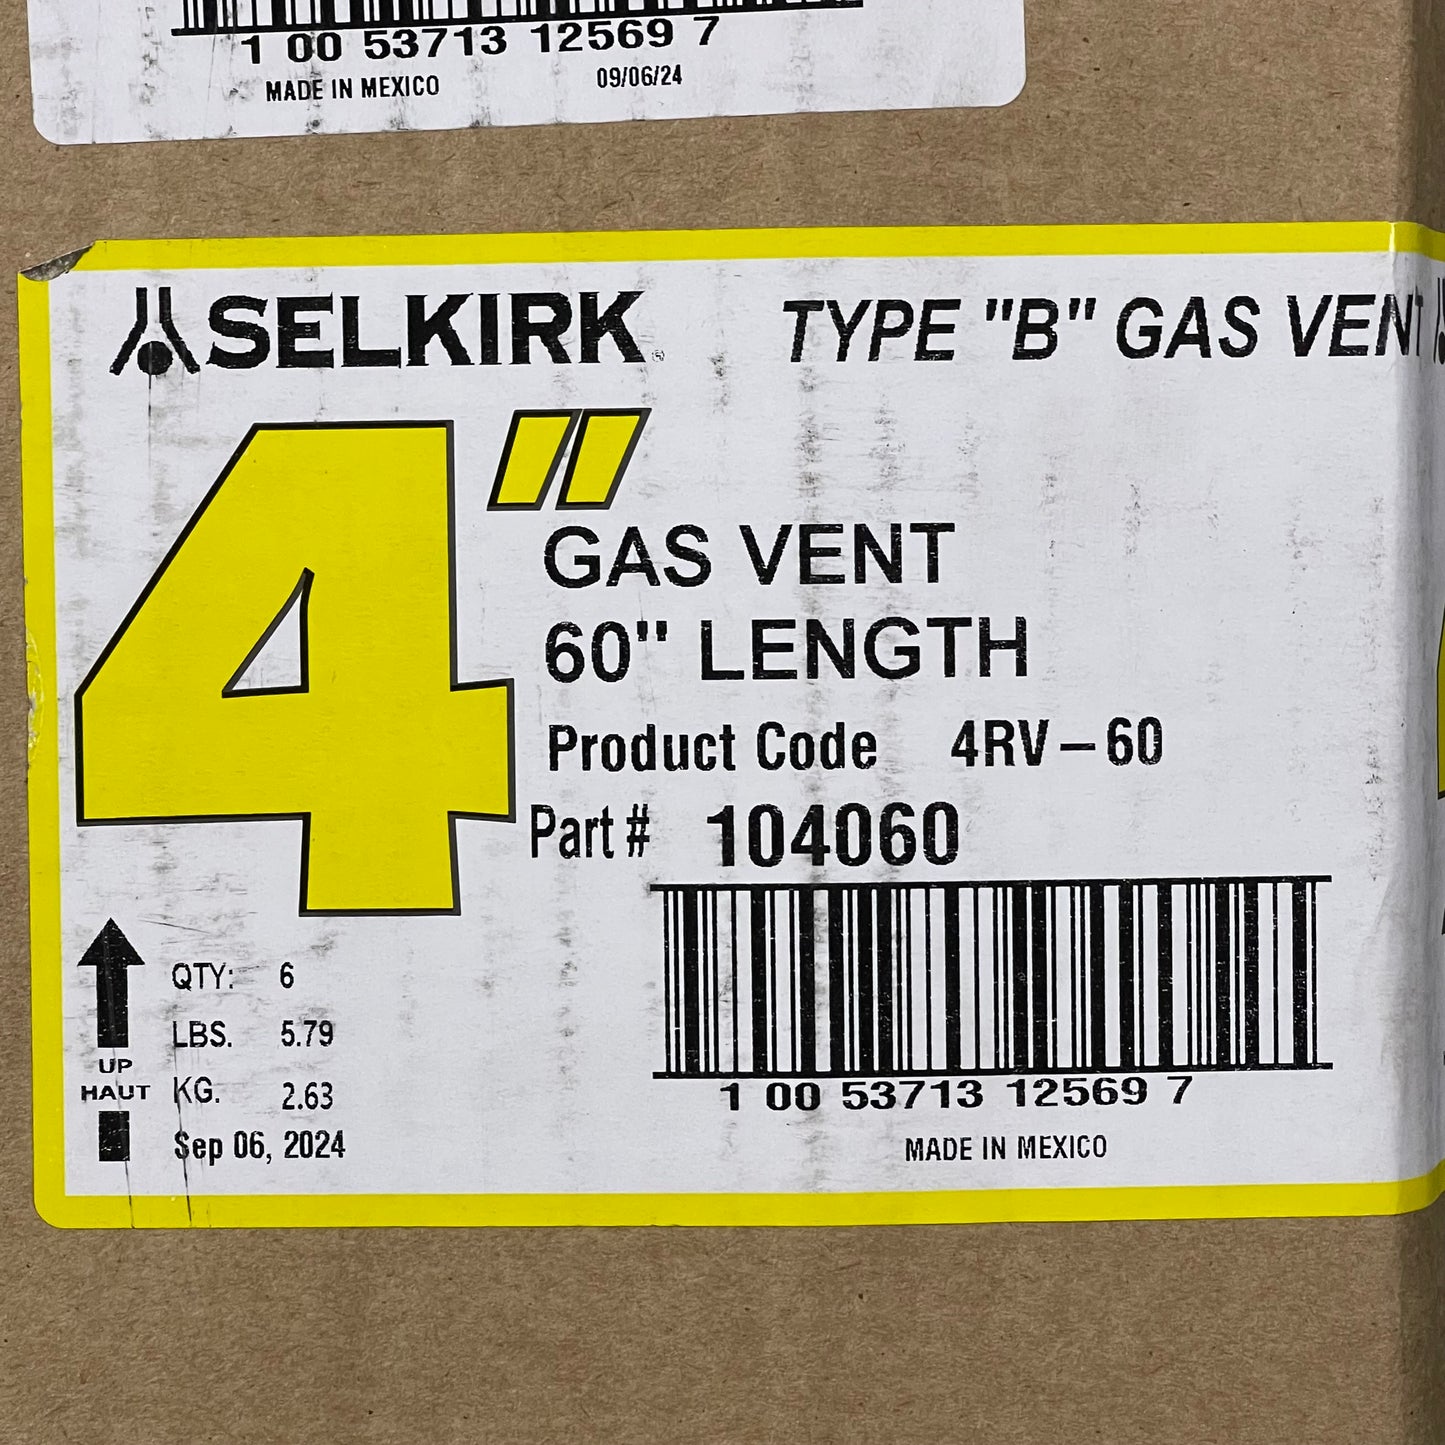 1 00 53713 12569 7
MADE IN MEXICO 09/06/24
SELKIRK® TYPE "B" GAS VENT
4"
GAS VENT
60" LENGTH
Product Code 4RV-60
Part # 104060
QTY: 6
LBS. 5.79
KG. 2.63
Sep 06, 2024
UP
HAUT
1 00 53713 12569 7
MADE IN MEXICO